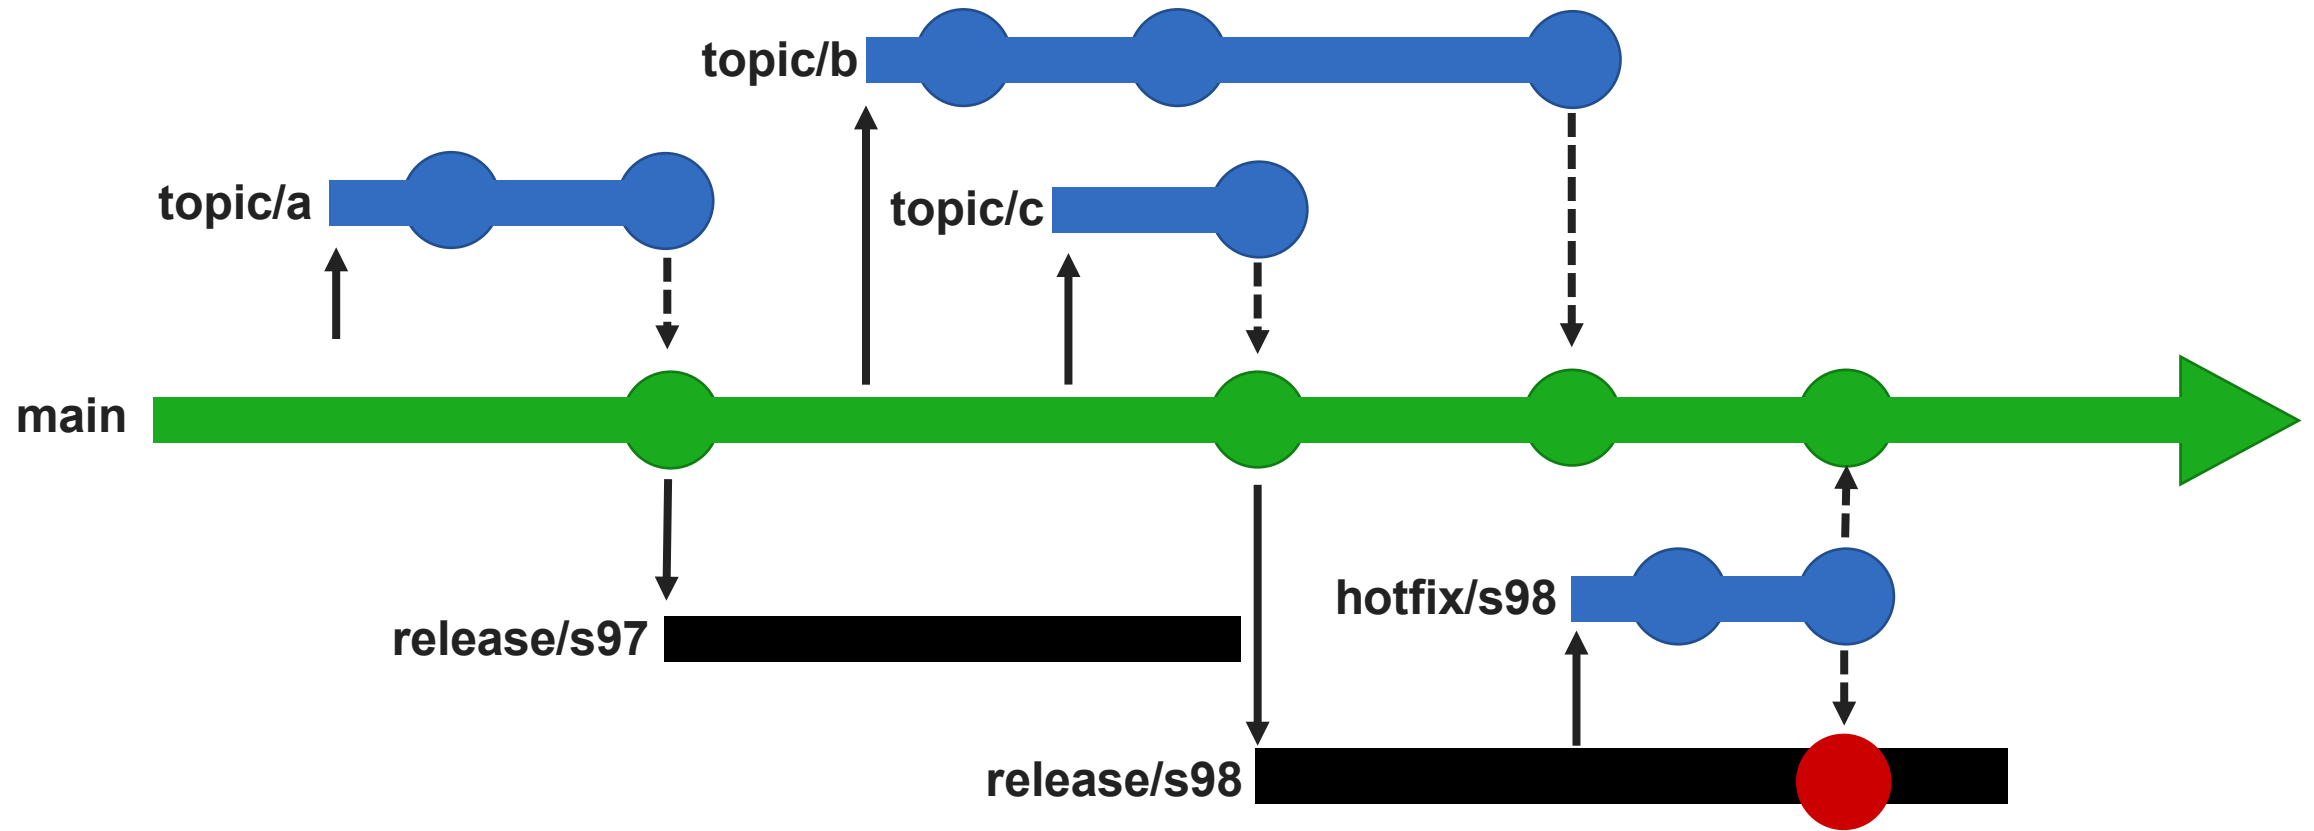 topic/b
topic/a
topic/c
main
hotfix/s98
release/s97
release/s98